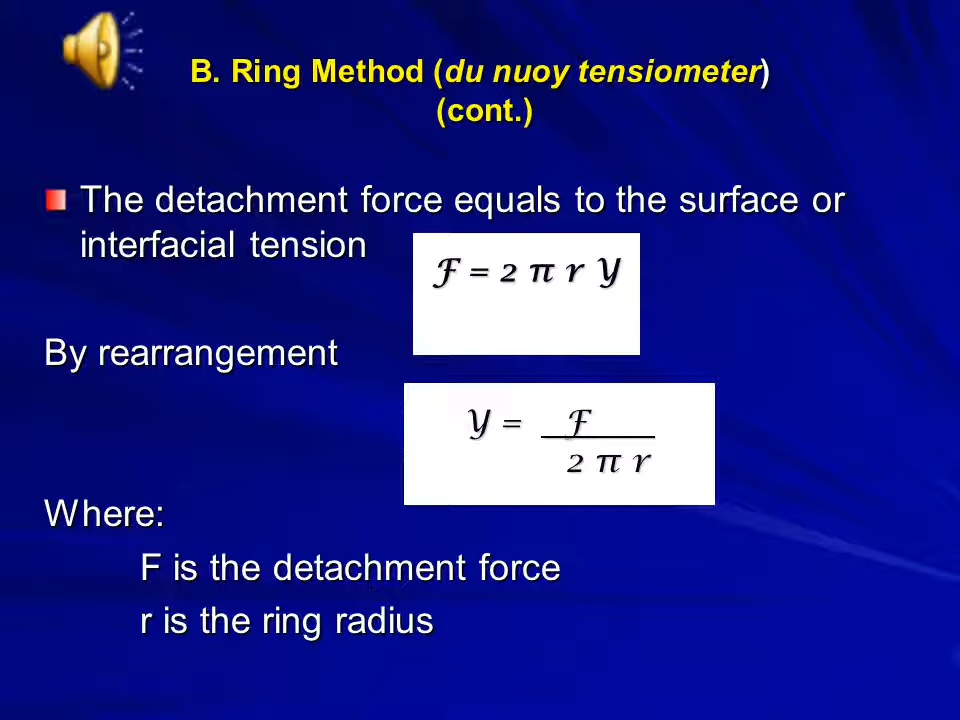 B. Ring Method (du nuoy tensiometer)
(cont.)
The detachment force equals to the surface or
interfacial tension
F = 2 π r Y
By rearrangement
Y = F
2 π r
Where:
F is the detachment force
r is the ring radius